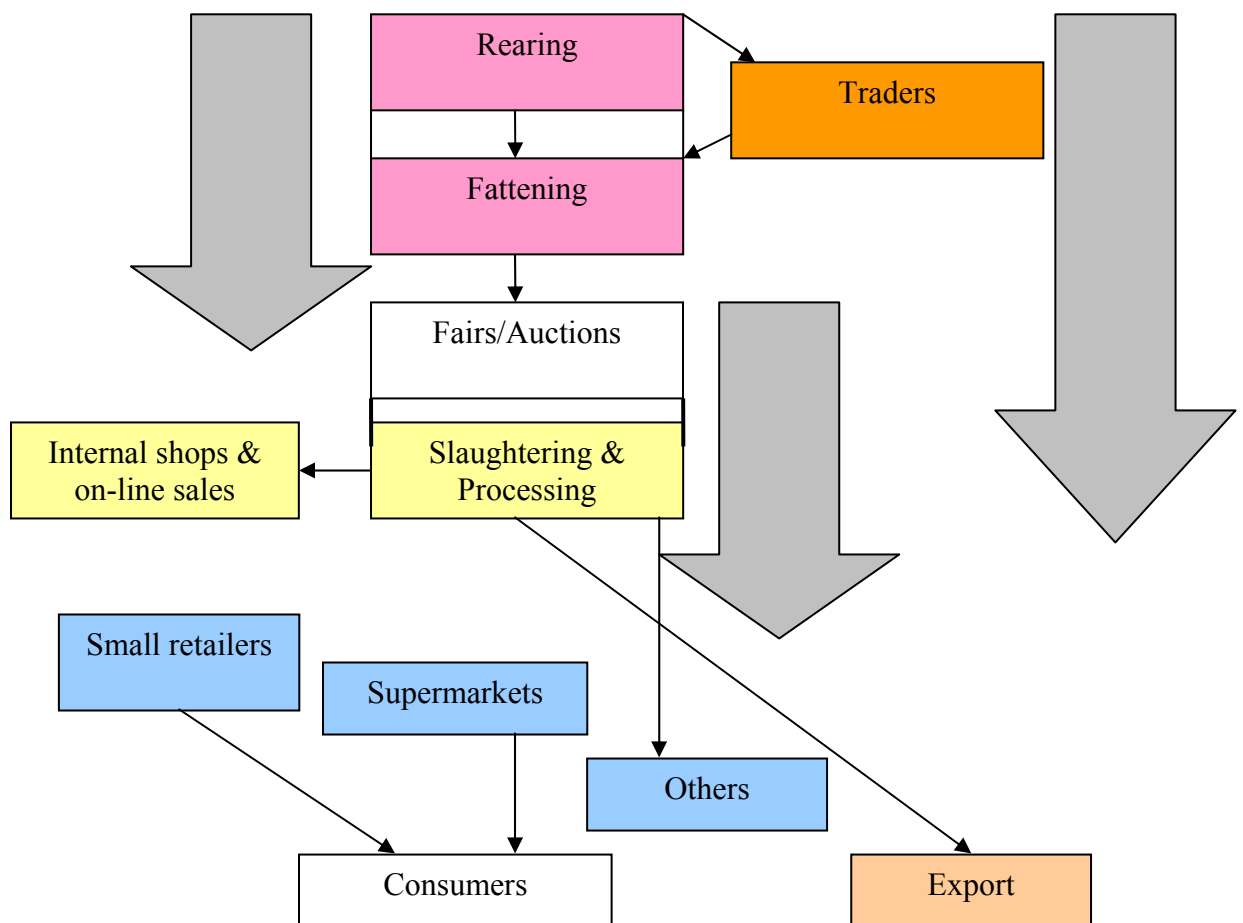 Rearing
Traders
Fattening
Fairs/Auctions
Internal shops &
on-line sales
Slaughtering &
Processing
Small retailers
Supermarkets
Others
Consumers
Export